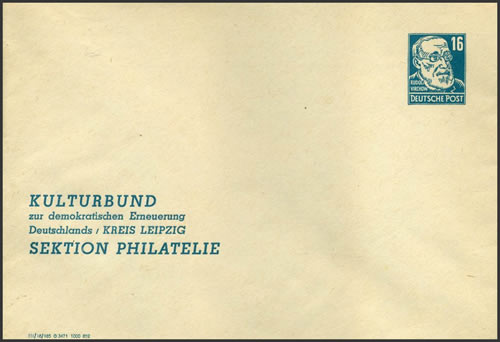 16
RUDOLF
VIRCHOW
DEUTSCHE POST
KULTURBUND
zur demokratischen Erneuerung
Deutschlands / KREIS LEIPZIG
SEKTION PHILATELIE